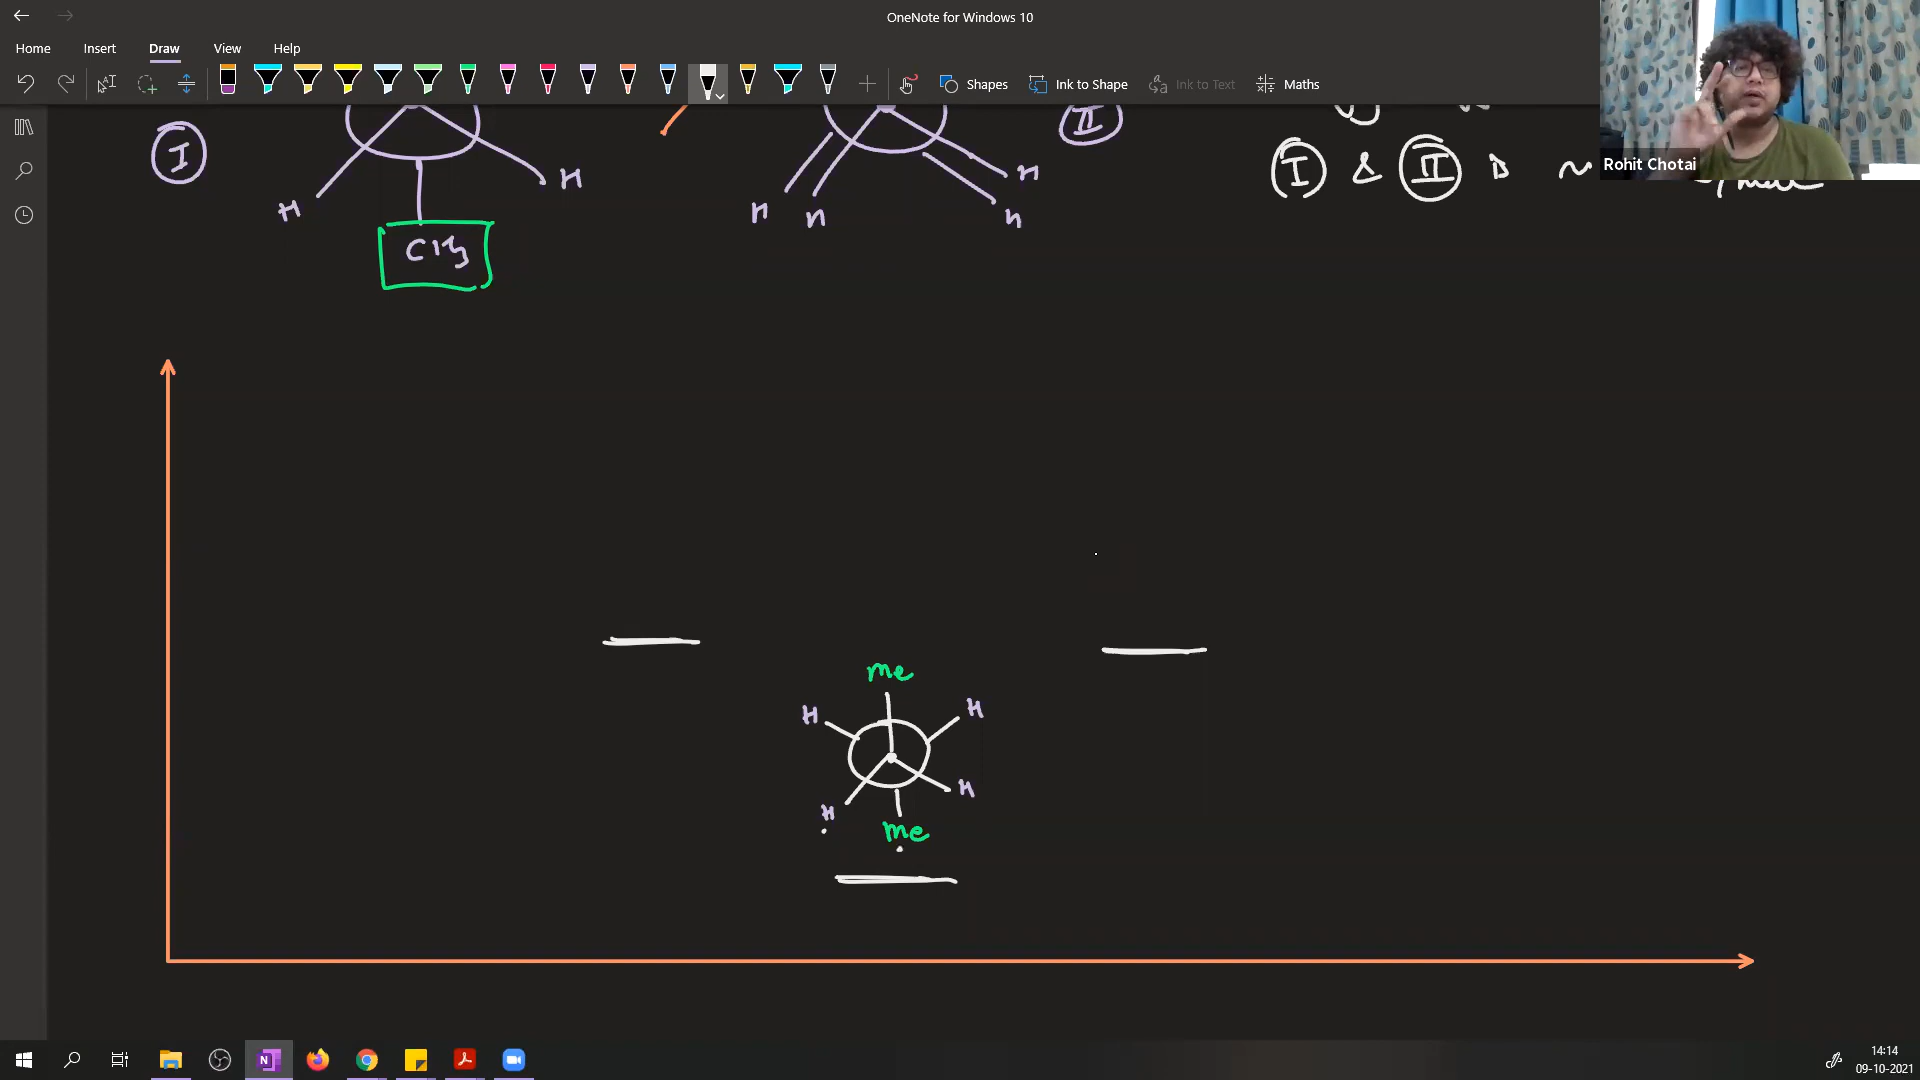 OneNote for Windows 10
Home Insert Draw View Help
Shapes Ink to Shape Ink to Text Maths
Rohit Chotai
I
H
H
CH3
II
H
H
H
H
I & II is ~
me
H
H
H
H
me
14:14
09-10-2021